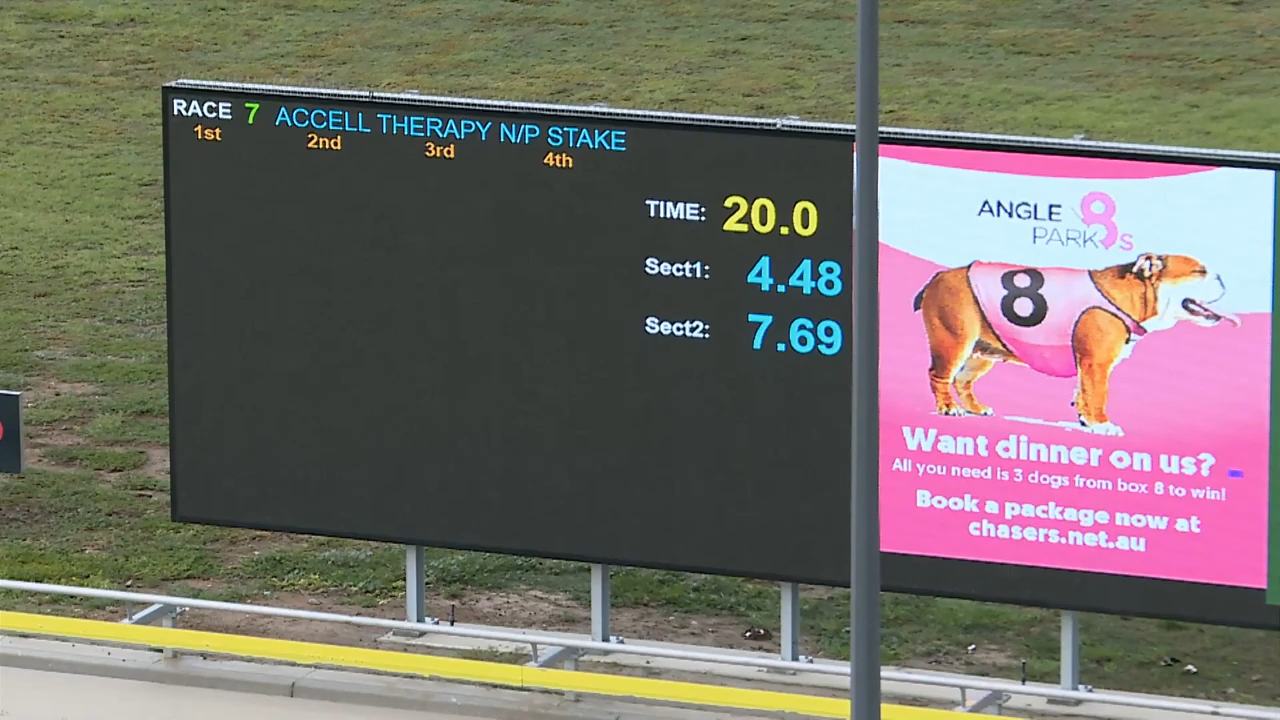 RACE 7 ACCELL THERAPY N/P STAKE
1st 2nd 3rd 4th
TIME: 20.0
Sect1: 4.48
Sect2: 7.69
ANGLE 8
PARK s
8
Want dinner on us?
All you need is 3 dogs from box 8 to win!
Book a package now at
chasers.net.au